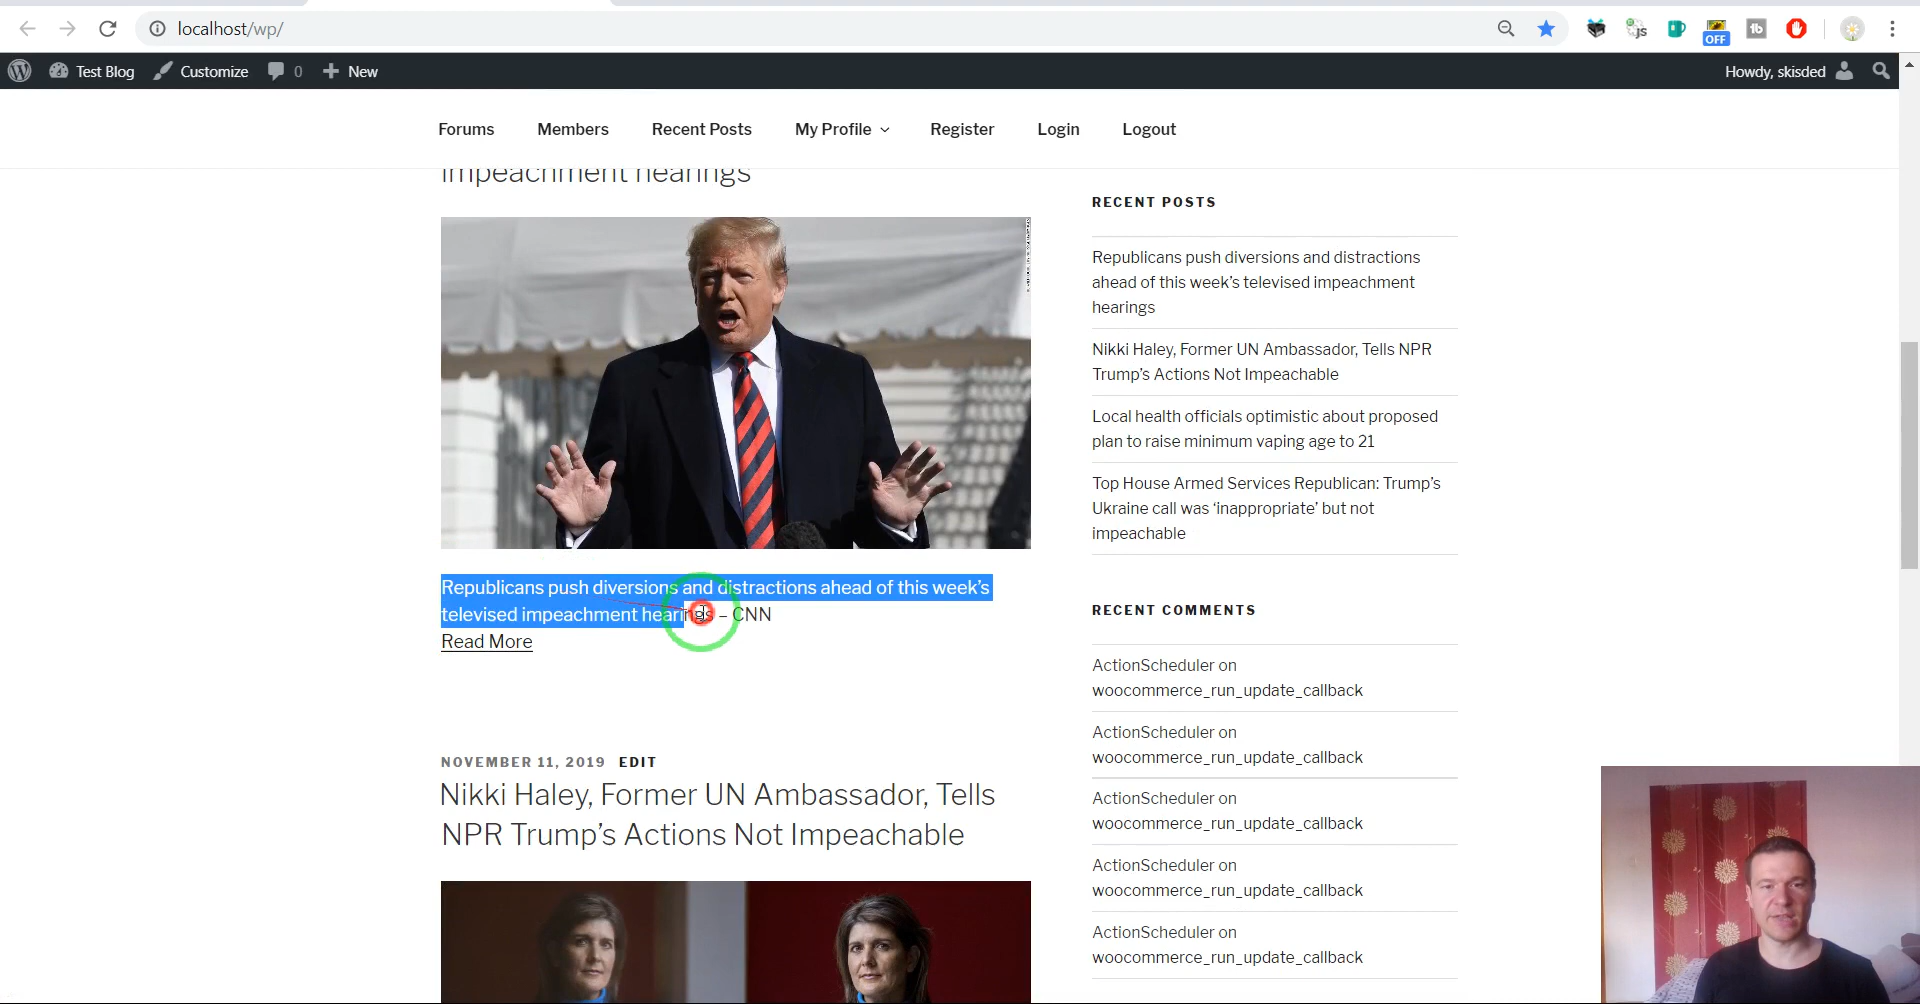 localhost/wp/
js
OFF
Test Blog
Customize
0
New
Howdy, skisded
Forums
Members
Recent Posts
My Profile
Register
Login
Logout
impeachment hearings
Republicans push diversions and distractions ahead of this week’s
televised impeachment hearings – CNN
Read More
NOVEMBER 11, 2019 EDIT
Nikki Haley, Former UN Ambassador, Tells
NPR Trump’s Actions Not Impeachable
RECENT POSTS
Republicans push diversions and distractions
ahead of this week’s televised impeachment
hearings
Nikki Haley, Former UN Ambassador, Tells NPR
Trump’s Actions Not Impeachable
Local health officials optimistic about proposed
plan to raise minimum vaping age to 21
Top House Armed Services Republican: Trump’s
Ukraine call was ‘inappropriate’ but not
impeachable
RECENT COMMENTS
ActionScheduler on
woocommerce_run_update_callback
ActionScheduler on
woocommerce_run_update_callback
ActionScheduler on
woocommerce_run_update_callback
ActionScheduler on
woocommerce_run_update_callback
ActionScheduler on
woocommerce_run_update_callback